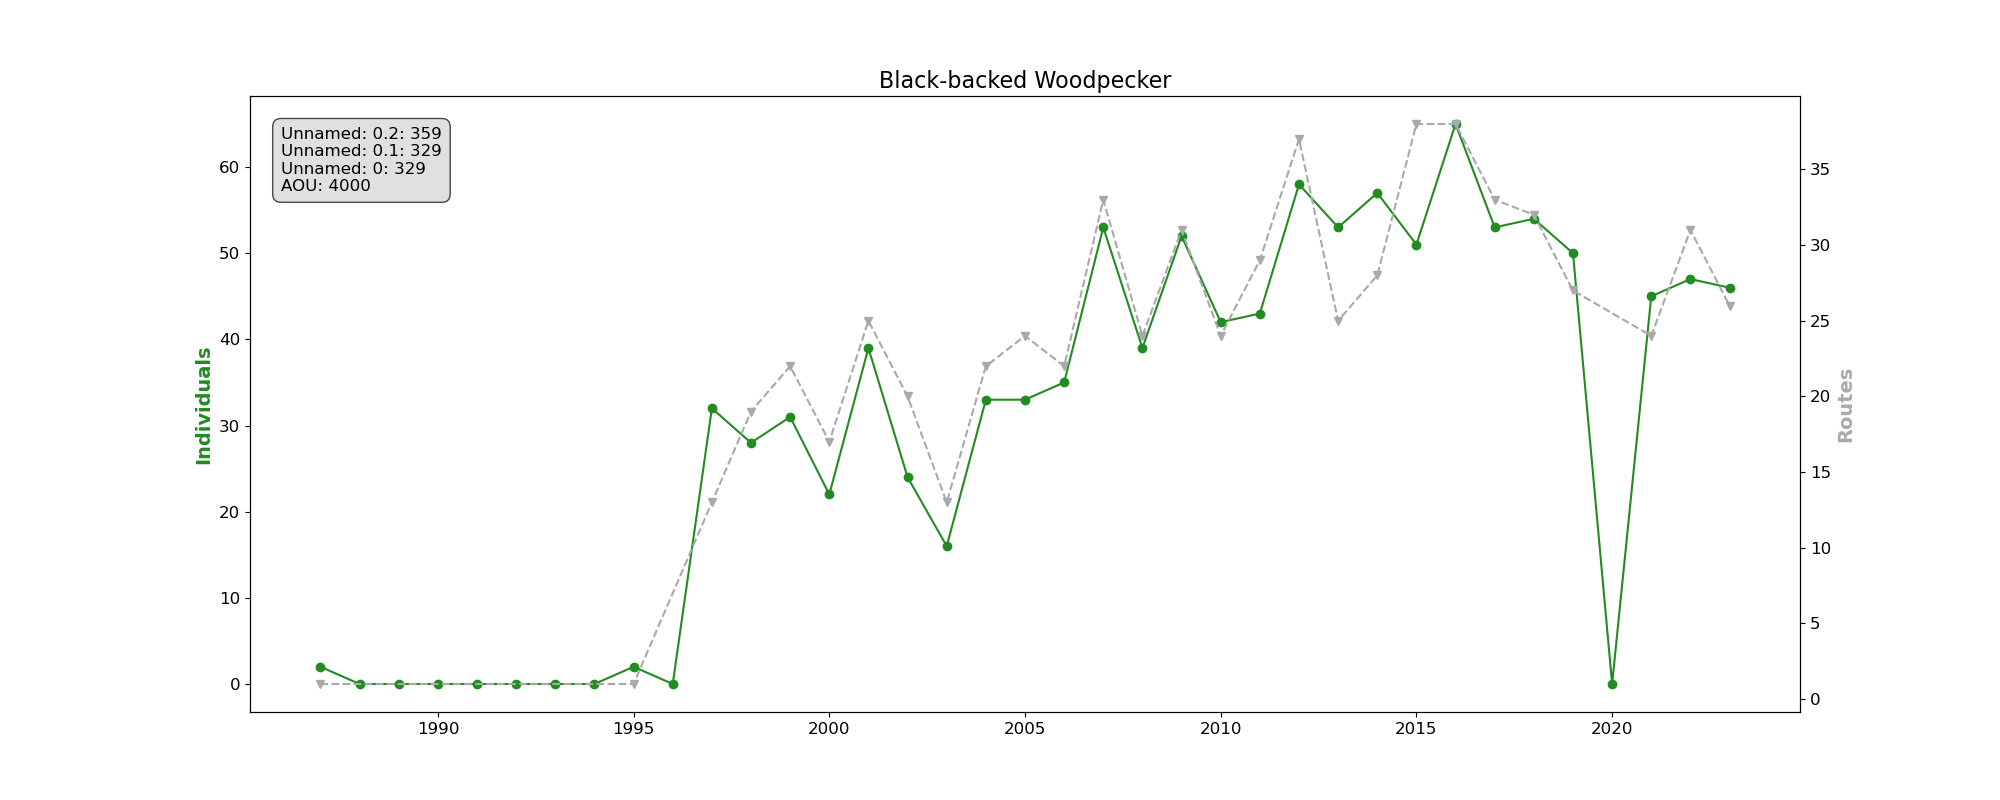 Black-backed Woodpecker
Unnamed: 0.2: 359
Unnamed: 0.1: 329
Unnamed: 0: 329
AOU: 4000
Individuals
60
50
40
30
20
10
0
Routes
35
30
25
20
15
10
5
0
1990 1995 2000 2005 2010 2015 2020